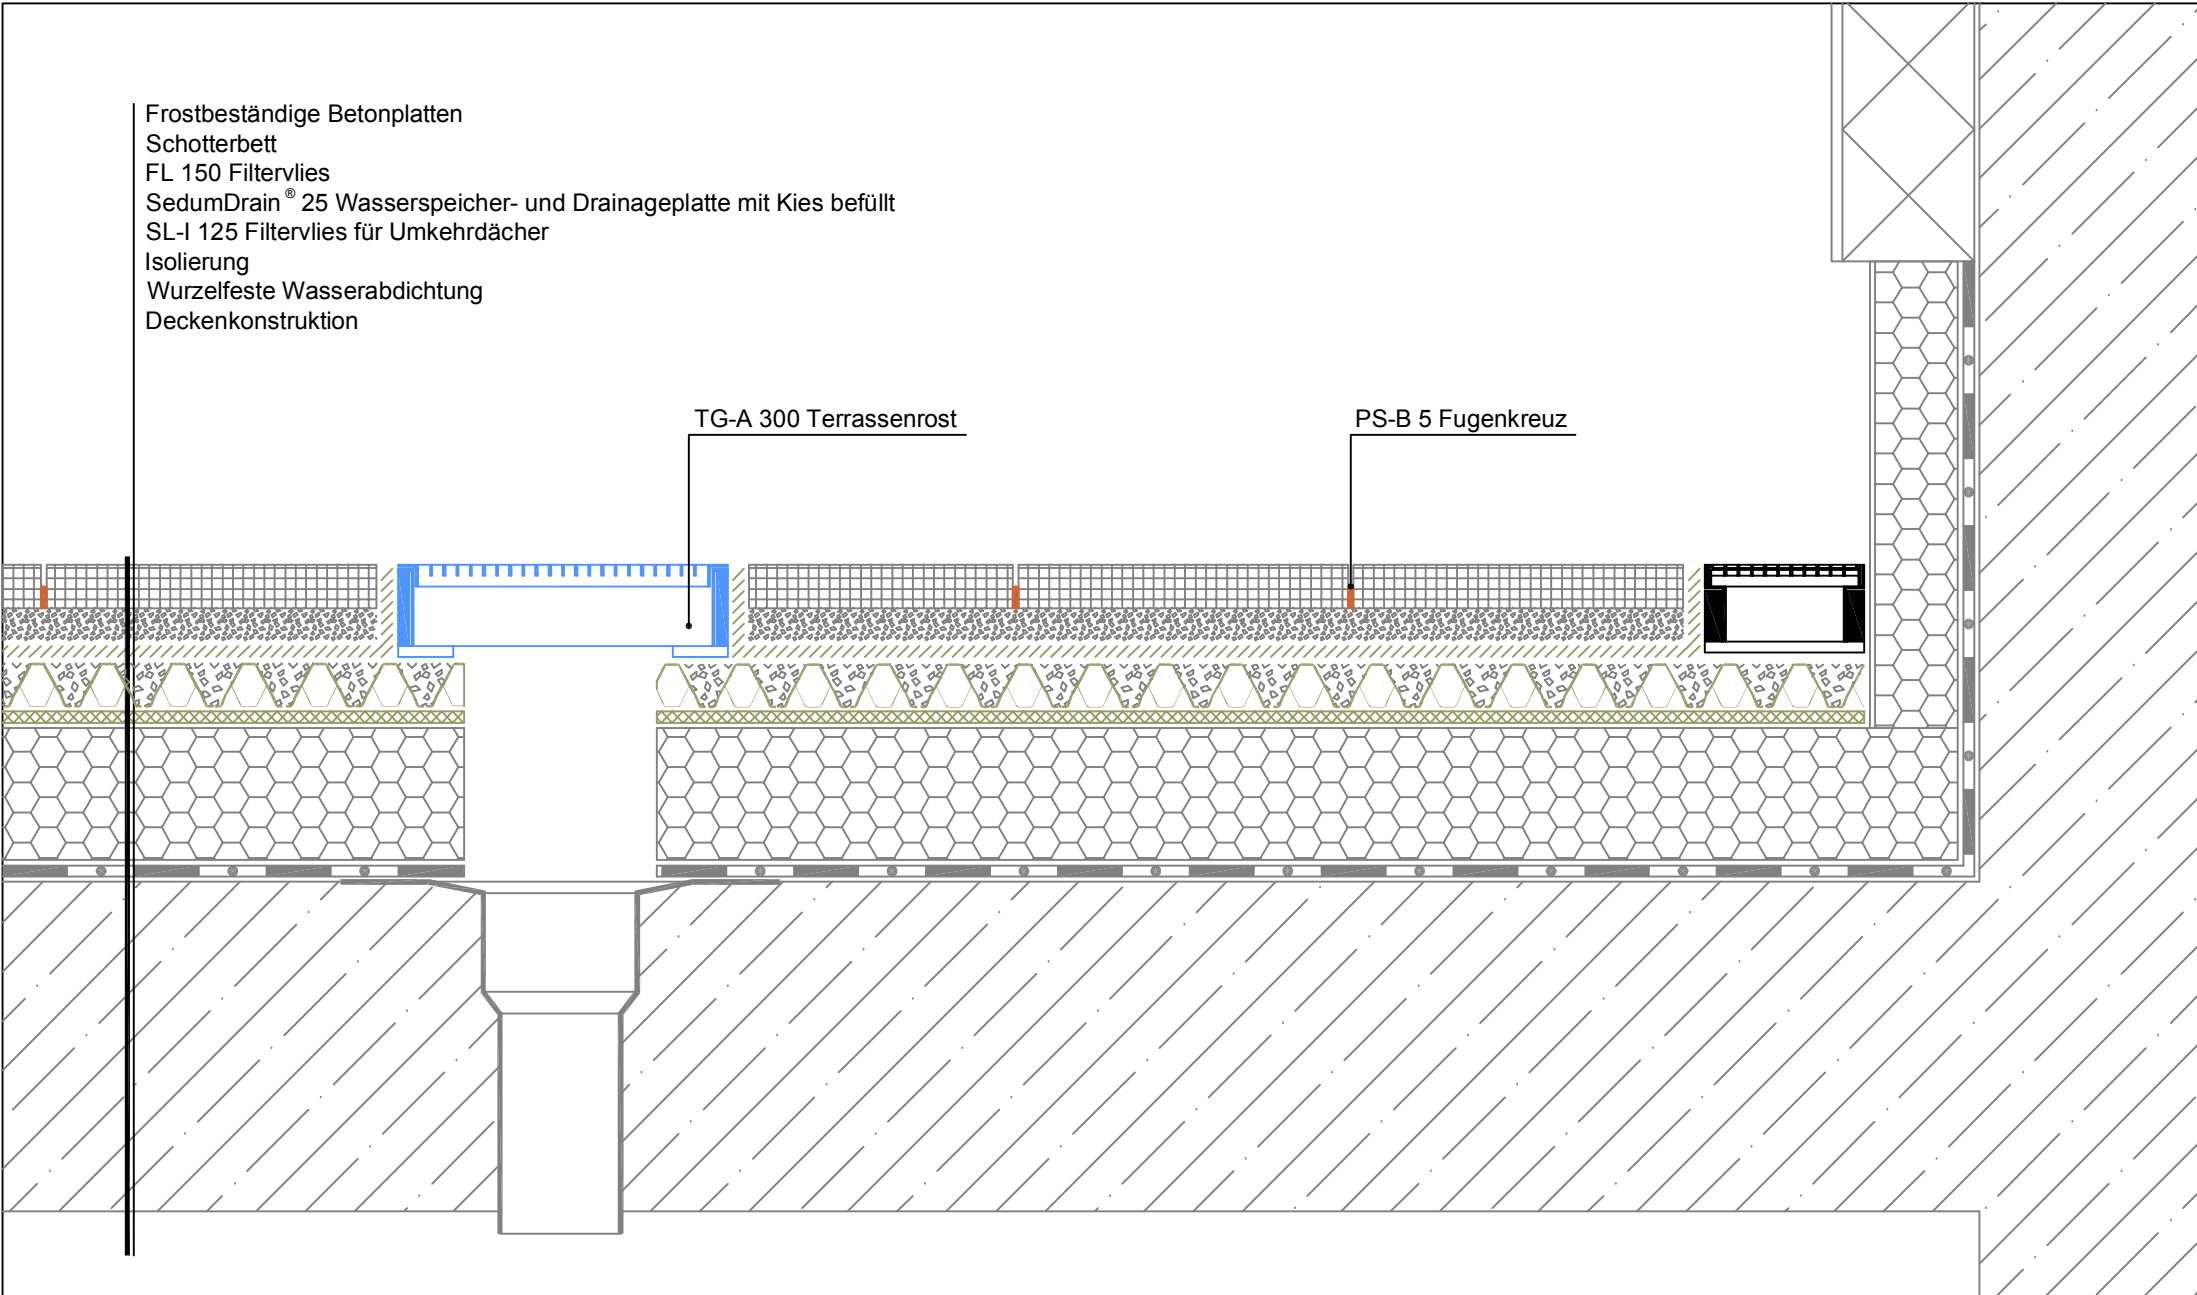 Frostbeständige Betonplatten
Schotterbett
FL 150 Filtervlies
SedumDrain® 25 Wasserspeicher- und Drainageplatte mit Kies befüllt
SL-I 125 Filtervlies für Umkehrdächer
Isolierung
Wurzelfeste Wasserabdichtung
Deckenkonstruktion
TG-A 300 Terrassenrost
PS-B 5 Fugenkreuz